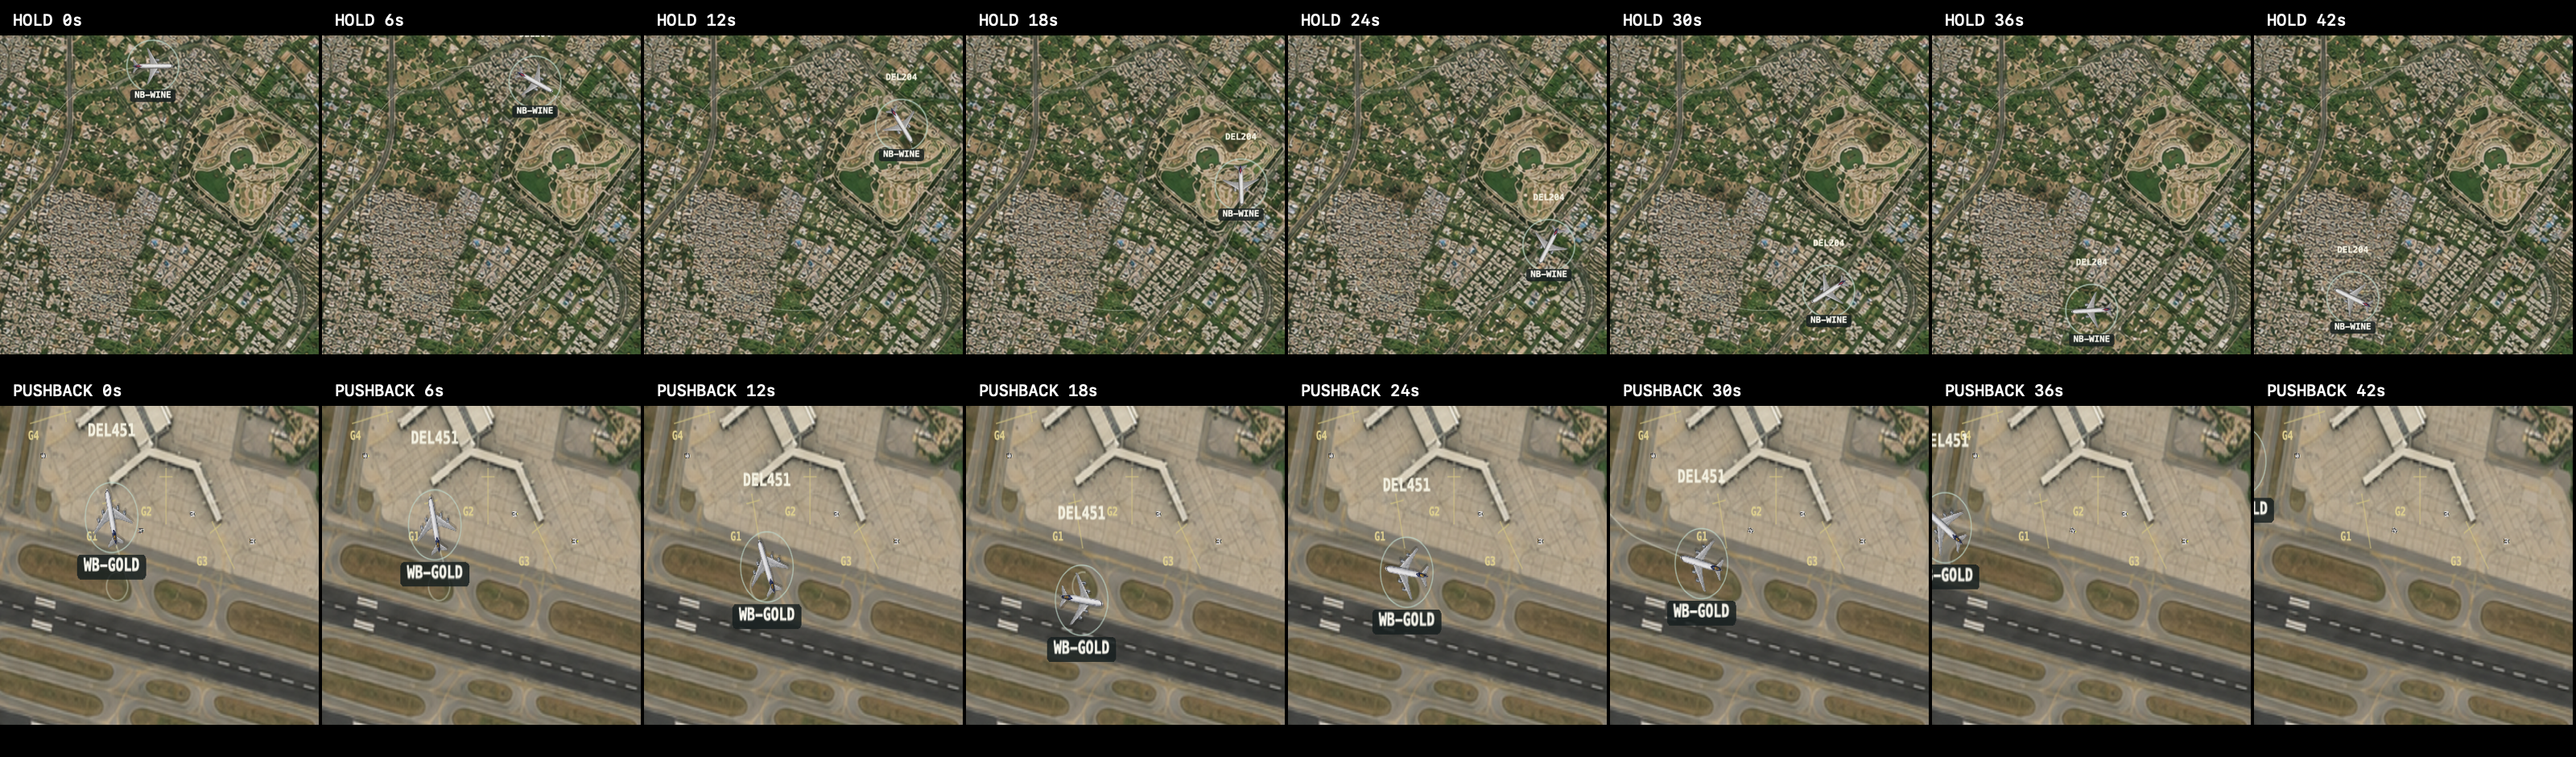 HOLD 0s
HOLD 6s
HOLD 12s
HOLD 18s
HOLD 24s
HOLD 30s
HOLD 36s
HOLD 42s
NB-WINE
NB-WINE
DEL204
NB-WINE
DEL204
NB-WINE
DEL204
NB-WINE
DEL204
NB-WINE
DEL204
NB-WINE
DEL204
NB-WINE
PUSHBACK 0s
PUSHBACK 6s
PUSHBACK 12s
PUSHBACK 18s
PUSHBACK 24s
PUSHBACK 30s
PUSHBACK 36s
PUSHBACK 42s
DEL451
G4
G2
WB-GOLD
G3
G4
DEL451
G2
G1
WB-GOLD
G3
G4
DEL451
G2
G1
WB-GOLD
G3
G4
DEL451
G2
G1
G3
WB-GOLD
G4
DEL451
G2
G1
G3
WB-GOLD
G4
DEL451
G2
G1
G3
WB-GOLD
EL451
G2
G1
G3
-GOLD
G4
LD
G2
G1
G3